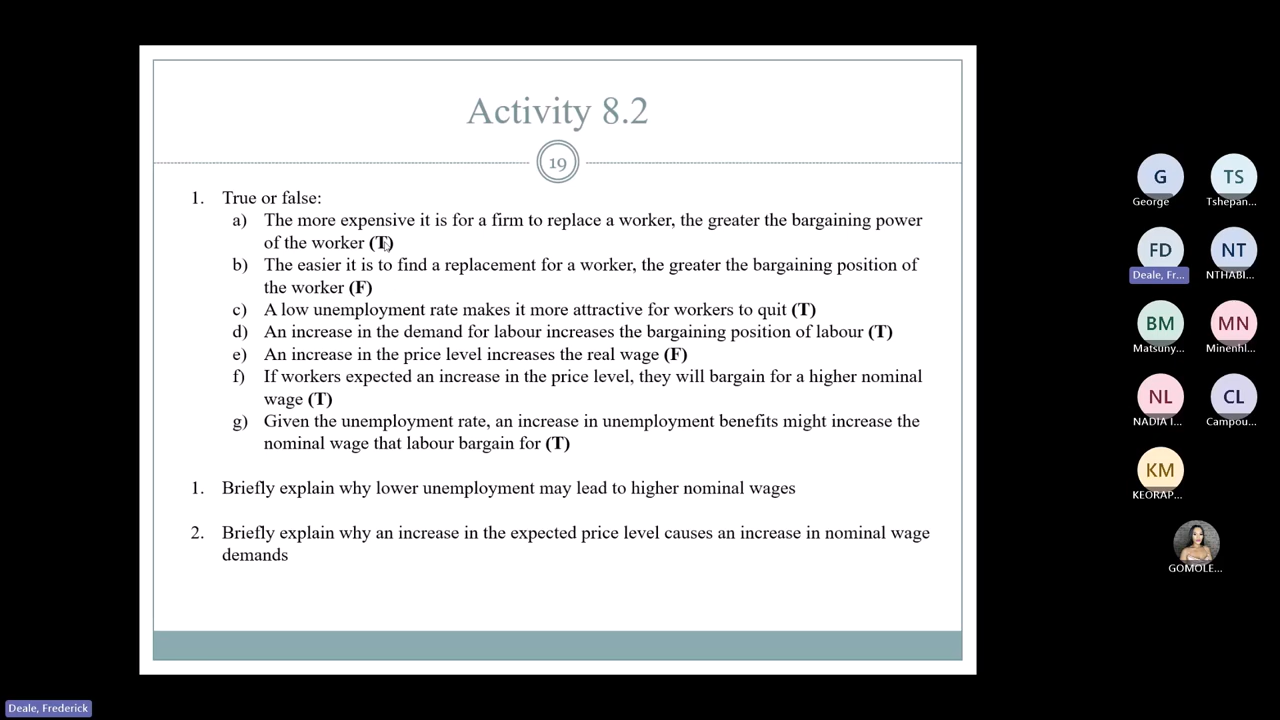 Activity 8.2
19
1. True or false:
a) The more expensive it is for a firm to replace a worker, the greater the bargaining power
of the worker (T)
b) The easier it is to find a replacement for a worker, the greater the bargaining position of
the worker (F)
c) A low unemployment rate makes it more attractive for workers to quit (T)
d) An increase in the demand for labour increases the bargaining position of labour (T)
e) An increase in the price level increases the real wage (F)
f) If workers expected an increase in the price level, they will bargain for a higher nominal
wage (T)
g) Given the unemployment rate, an increase in unemployment benefits might increase the
nominal wage that labour bargain for (T)
1. Briefly explain why lower unemployment may lead to higher nominal wages
2. Briefly explain why an increase in the expected price level causes an increase in nominal wage
demands
G TS
George Tshepan...
FD NT
Deale, Fr... NTHABI...
BM MN
Matsuny... Minenhl...
NL CL
NADIA I... Campou...
KM
KEORAP...
GOMOLE...
Deale, Frederick